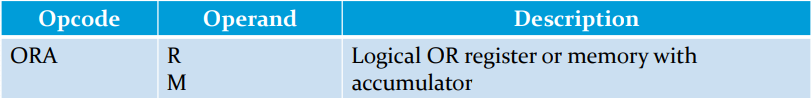 Opcode Operand Description
ORA R Logical OR register or memory with
M accumulator